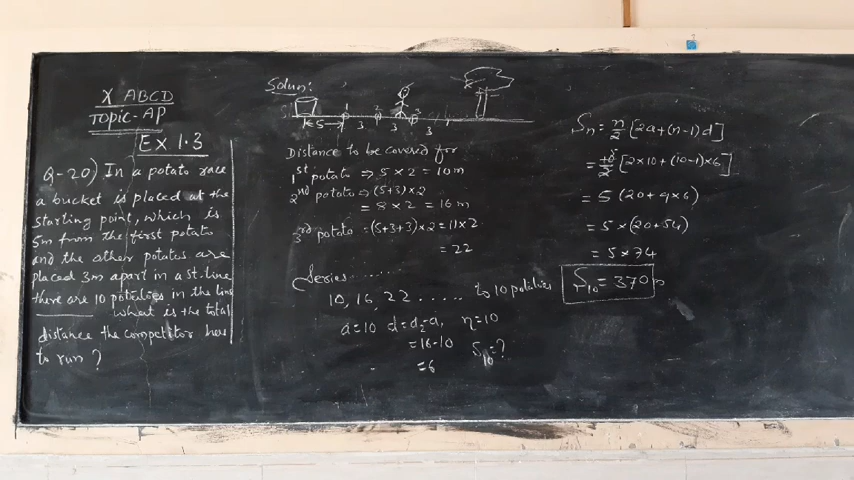 X ABCD
Topic-AP
EX 1.3
Q-20) In a potato race
a bucket is placed at the
starting point, which is
5m from the first potato
and the other potatoes are
placed 3m apart in a st.line
there are 10 potatoes in the line
what is the total
distance the competitor has
to run?
Solun:
5 3 3 3
Distance to be covered for
1st potato ⇒ 5 × 2 = 10 m
2nd potato ⇒ (5+3)×2
= 8 × 2 = 16 m
3rd potato = (5+3+3)×2 = 11×2
= 22
Series.......
10, 16, 22 ..... to 10 potatoes
a=10 d=d2-a, n=10
=16-10 S10=?
=6
Sn = n/2 [2a+(n-1)d]
= 10/2 [2×10+(10-1)×6]
= 5 (20+9×6)
= 5×(20+54)
= 5×74
S10 = 370m